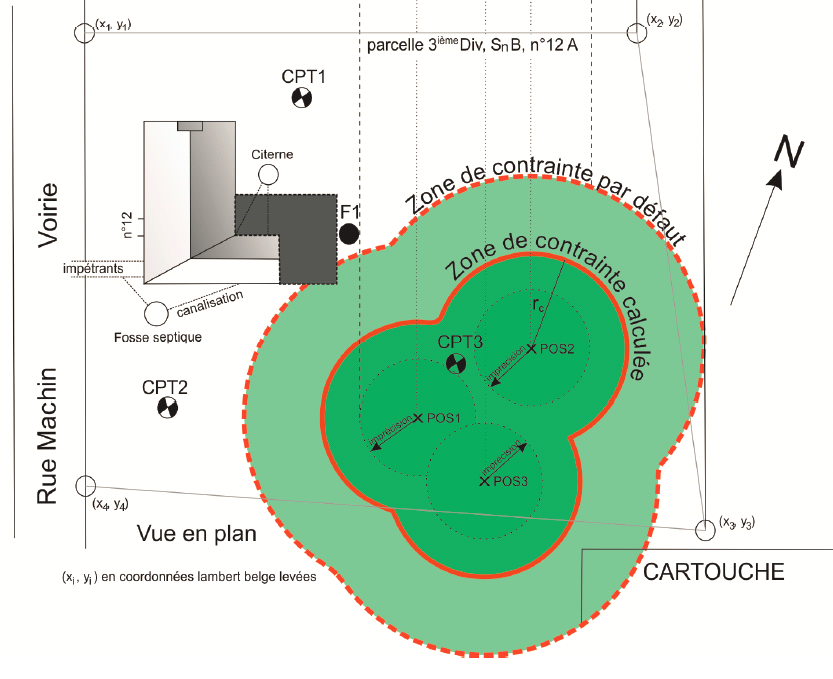 (x1, y1)
(x2, y2)
parcelle 3ième Div, SnB, n°12 A
CPT1
N
Citerne
Zone de contrainte par défaut
Voirie
n°12
F1
Zone de contrainte calculée
impétrants
canalisation
rc
Fosse septique
CPT3
POS2
imprécision
CPT2
POS1
imprécision
Rue Machin
imprécision
POS3
(x4, y4)
(x3, y3)
Vue en plan
CARTOUCHE
(xi, yi) en coordonnées lambert belge levées